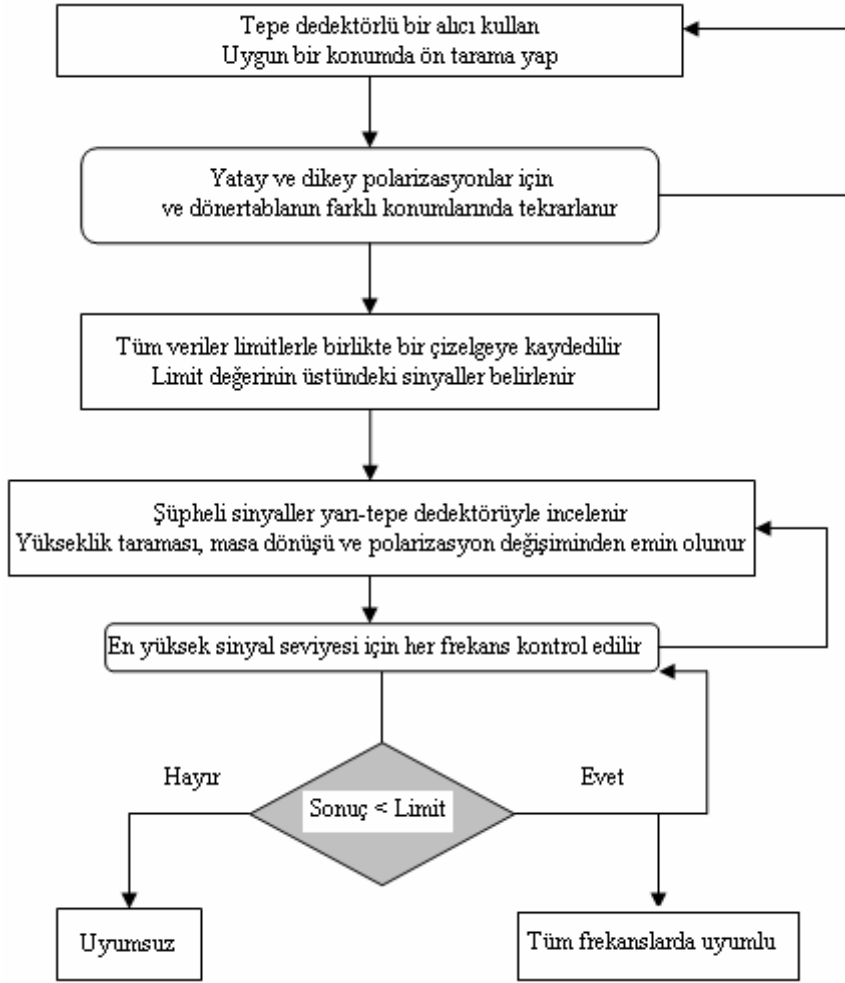 Tepe dedektörlü bir alıcı kullan
Uygun bir konumda ön tarama yap
Yatay ve dikey polarizasyonlar için
ve dönertablanın farklı konumlarında tekrarlanır
Tüm veriler limitlerle birlikte bir çizelgeye kaydedilir
Limit değerinin üstündeki sinyaller belirlenir
Şüpheli sinyaller yarı-tepe dedektörüyle incelenir
Yükseklik taraması, masa dönüşü ve polarizasyon değişiminden emin olunur
En yüksek sinyal seviyesi için her frekans kontrol edilir
Hayır
Evet
Sonuç < Limit
Uyumsuz
Tüm frekanslarda uyumlu